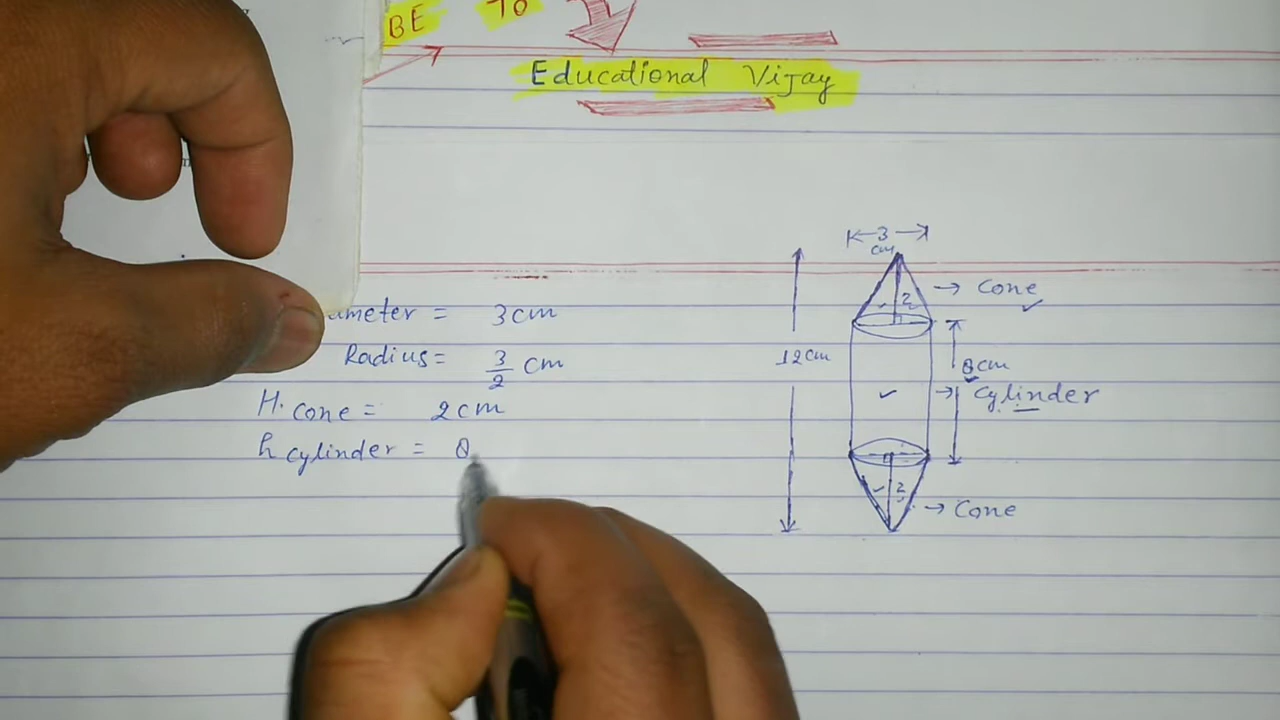 BE TO
Educational Vijay
3
cm
Cone
2
ameter = 3cm
Radius = 3/2 cm
12cm
8cm
H. cone = 2cm
Cylinder
h cylinder = 8
2
Cone